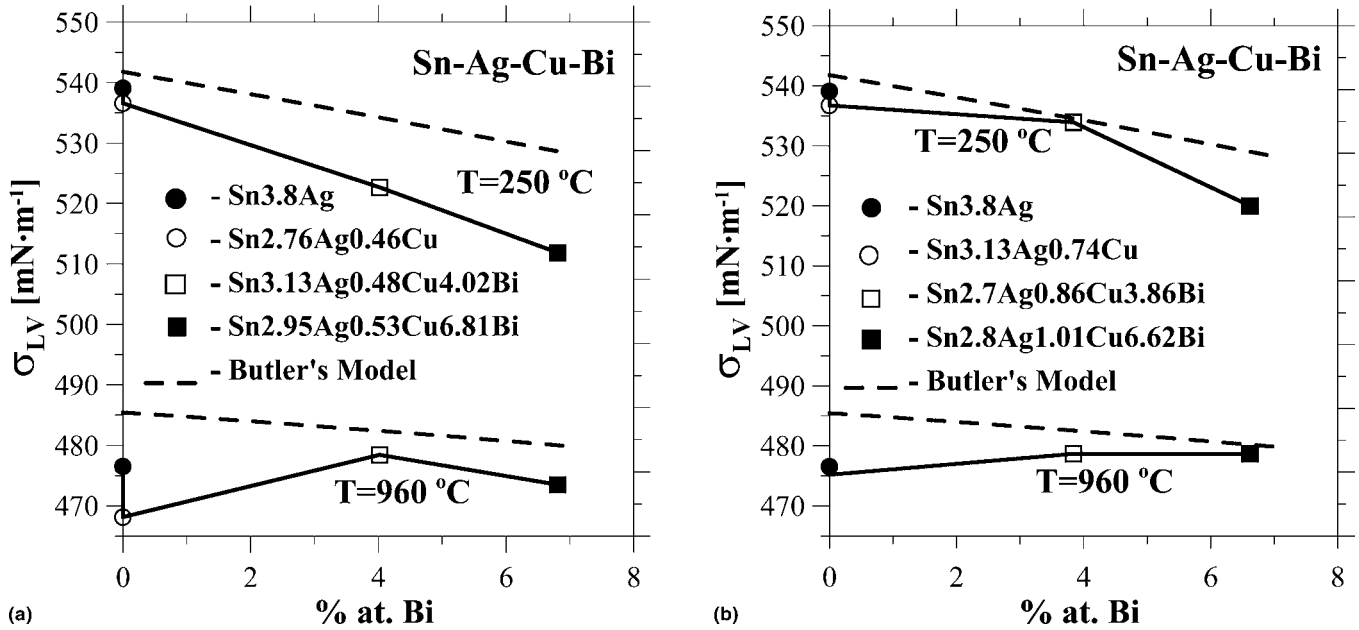 550
540
530
520
510
500
490
480
470
σLV [mN·m-1]
Sn-Ag-Cu-Bi
T=250 ºC
- Sn3.8Ag
- Sn2.76Ag0.46Cu
- Sn3.13Ag0.48Cu4.02Bi
- Sn2.95Ag0.53Cu6.81Bi
- Butler's Model
T=960 ºC
0 2 4 6 8
(a) % at. Bi
550
540
530
520
510
500
490
480
470
σLV [mN·m-1]
Sn-Ag-Cu-Bi
T=250 ºC
- Sn3.8Ag
- Sn3.13Ag0.74Cu
- Sn2.7Ag0.86Cu3.86Bi
- Sn2.8Ag1.01Cu6.62Bi
- Butler's Model
T=960 ºC
0 2 4 6 8
(b) % at. Bi